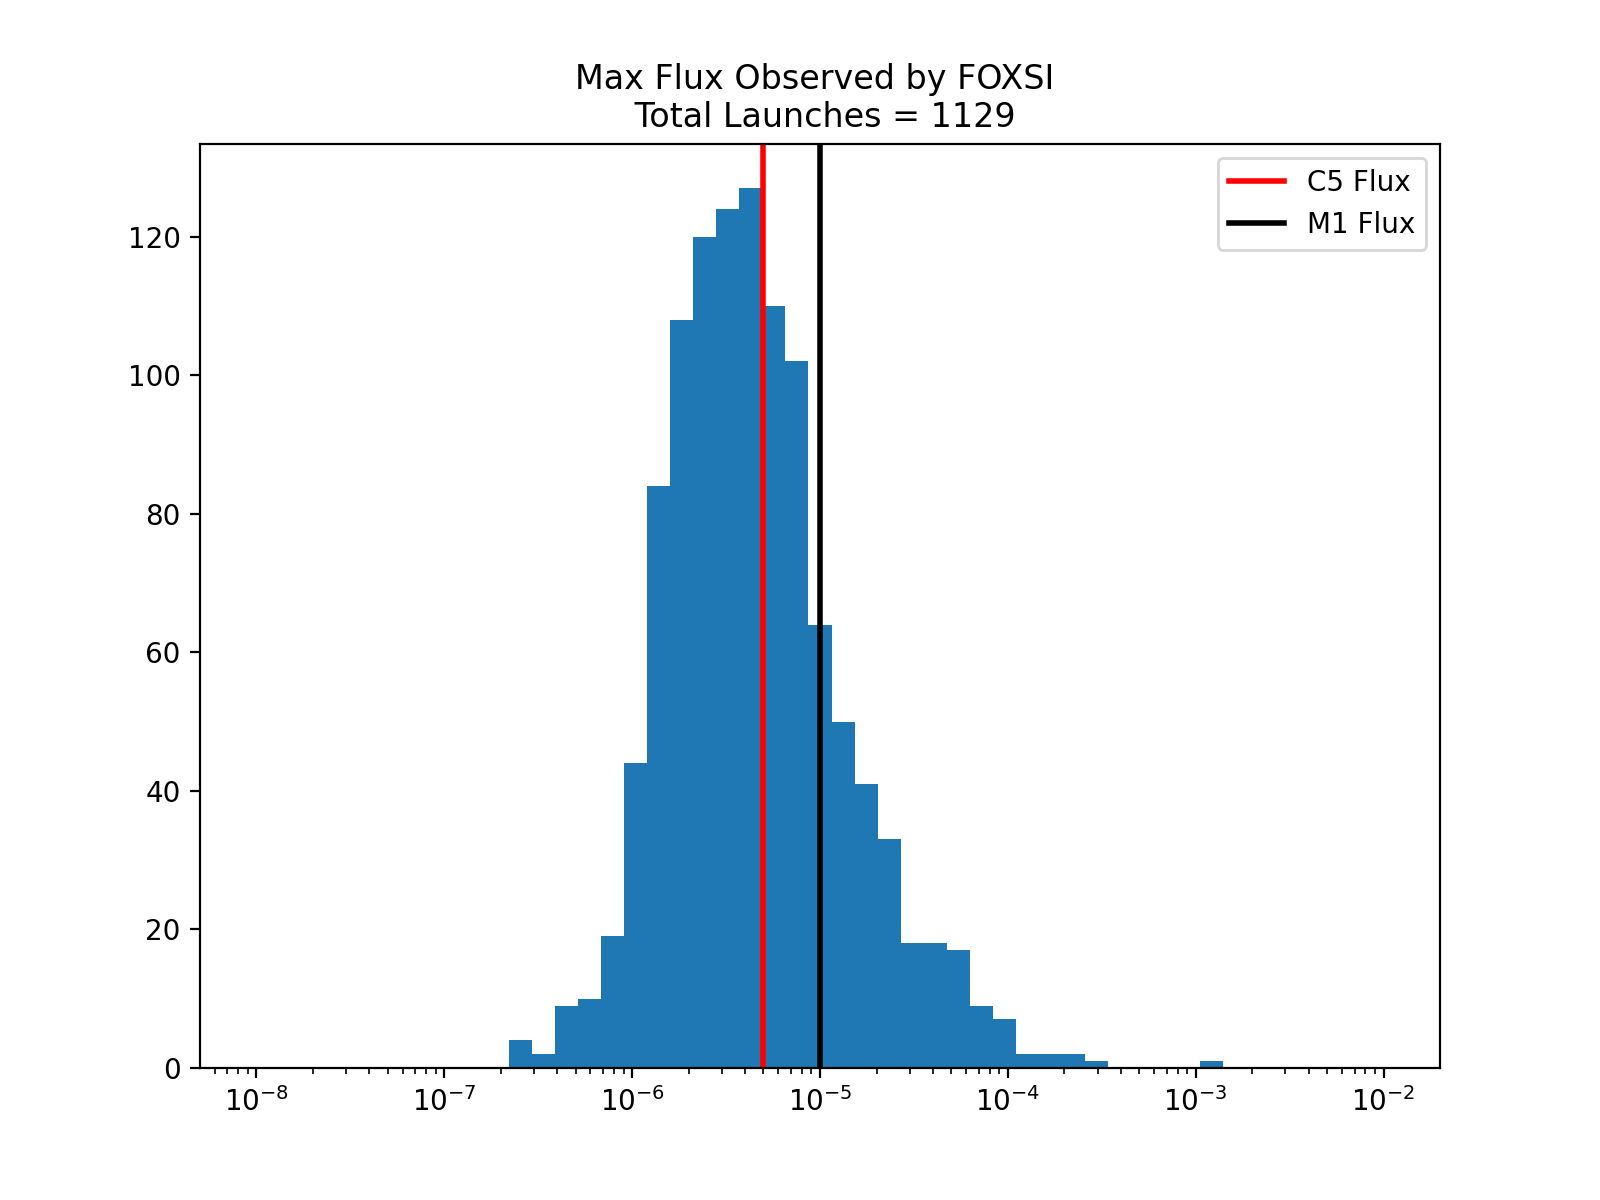 Max Flux Observed by FOXSI
Total Launches = 1129
C5 Flux
M1 Flux
120
100
80
60
40
20
0
10⁻⁸ 10⁻⁷ 10⁻⁶ 10⁻⁵ 10⁻⁴ 10⁻³ 10⁻²